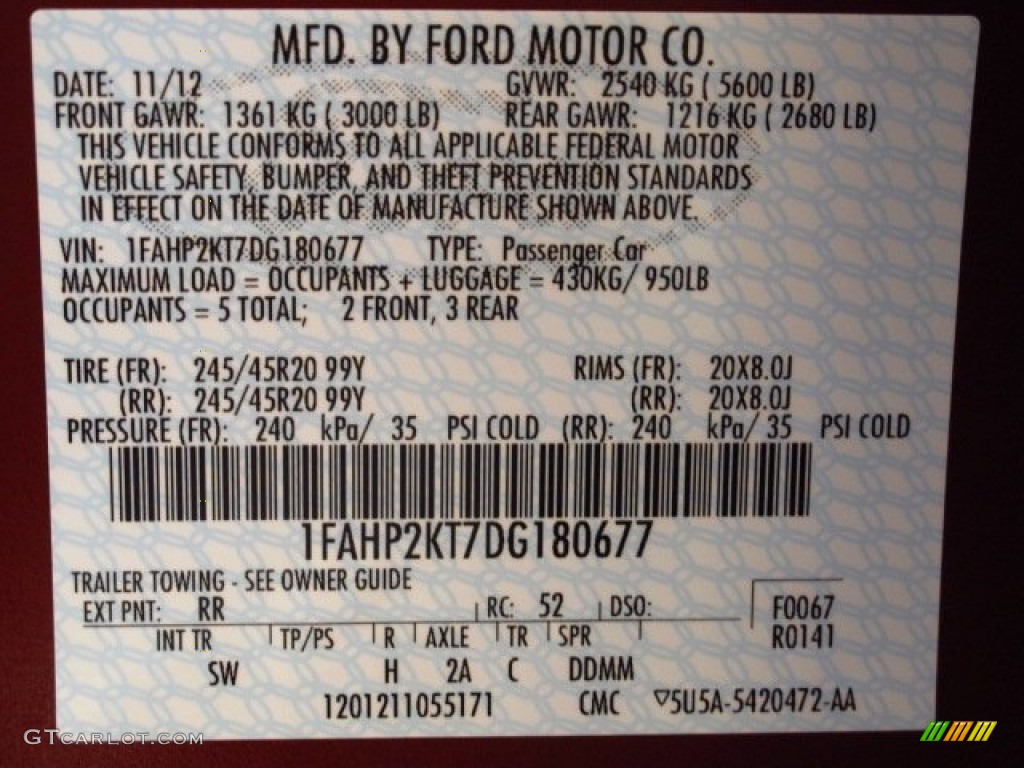 MFD. BY FORD MOTOR CO.
DATE: 11/12 GVWR: 2540 KG ( 5600 LB)
FRONT GAWR: 1361 KG ( 3000 LB) REAR GAWR: 1216 KG ( 2680 LB)
THIS VEHICLE CONFORMS TO ALL APPLICABLE FEDERAL MOTOR
VEHICLE SAFETY, BUMPER, AND THEFT PREVENTION STANDARDS
IN EFFECT ON THE DATE OF MANUFACTURE SHOWN ABOVE.
VIN: 1FAHP2KT7DG180677 TYPE: Passenger Car
MAXIMUM LOAD = OCCUPANTS + LUGGAGE = 430KG/ 950LB
OCCUPANTS = 5 TOTAL; 2 FRONT, 3 REAR
TIRE (FR): 245/45R20 99Y RIMS (FR): 20X8.0J
(RR): 245/45R20 99Y (RR): 20X8.0J
PRESSURE (FR): 240 kPa/ 35 PSI COLD (RR): 240 kPa/ 35 PSI COLD
1FAHP2KT7DG180677
TRAILER TOWING - SEE OWNER GUIDE
EXT PNT: RR RC: 52 DSO: F0067
INT TR TP/PS R AXLE TR SPR R0141
SW H 2A C DDMM
1201211055171 CMC ▽5U5A-5420472-AA
GTcarlot.com